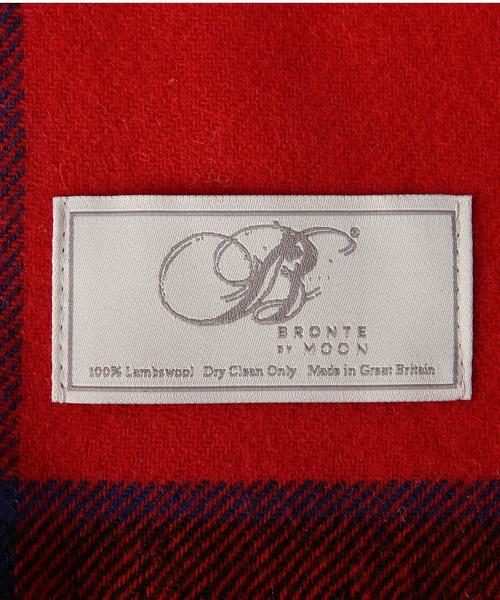 B®
BRONTE
BY MOON
100% Lambswool Dry Clean Only Made in Great Britain